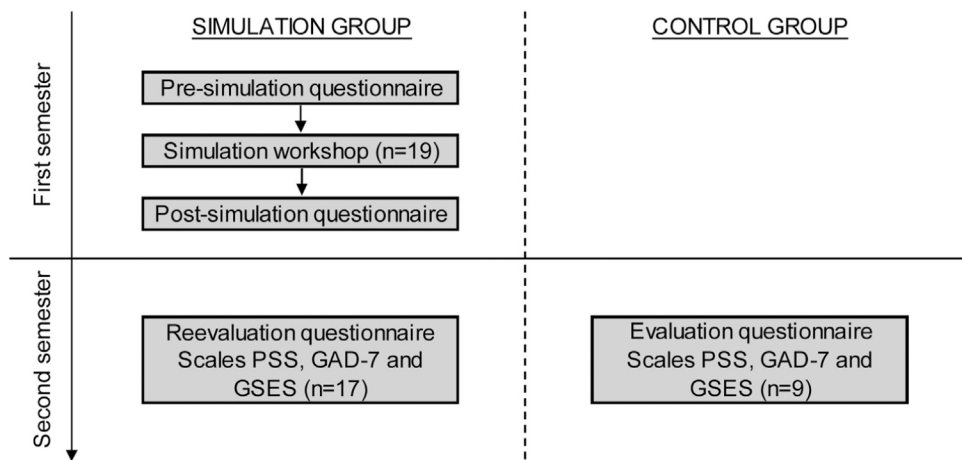 SIMULATION GROUP
CONTROL GROUP
First semester
Pre-simulation questionnaire
Simulation workshop (n=19)
Post-simulation questionnaire
Second semester
Reevaluation questionnaire
Scales PSS, GAD-7 and
GSES (n=17)
Evaluation questionnaire
Scales PSS, GAD-7 and
GSES (n=9)